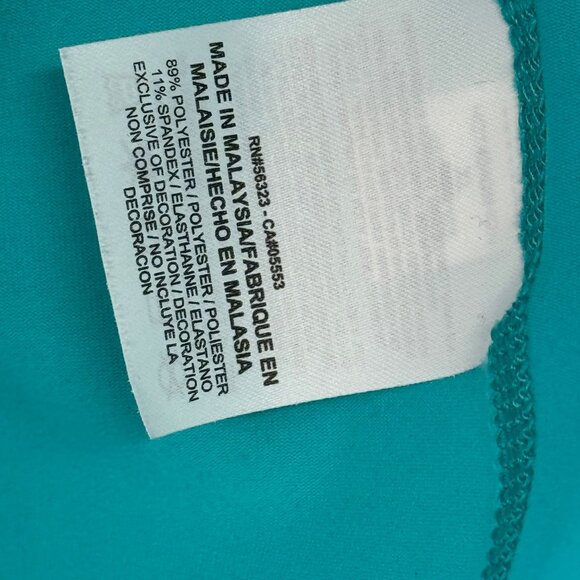 RN#56323 - CA#05553
MADE IN MALAYSIA/FABRIQUE EN
MALAISIE/HECHO EN MALASIA
89% POLYESTER / POLYESTER / POLIESTER
11% SPANDEX / ELASTHANNE / ELASTANO
EXCLUSIVE OF DECORATION / DECORATION
NON COMPRISE / NO INCLUYE LA
DECORACION